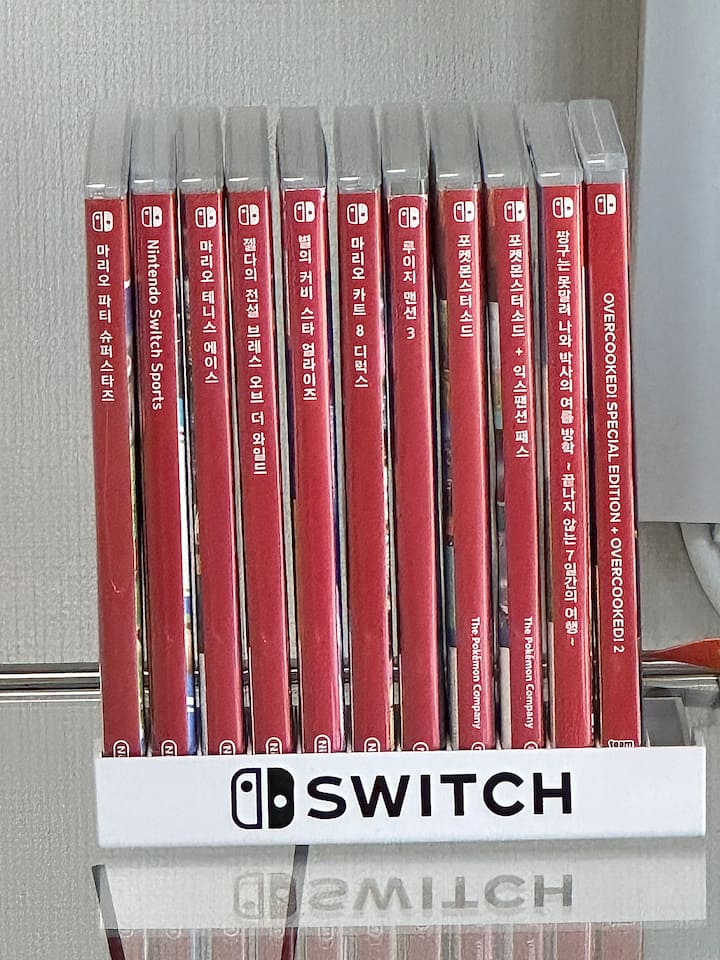 마리오 파티 슈퍼스타즈
Nintendo Switch Sports
마리오 테니스 에이스
젤다의 전설 브레스 오브 더 와일드
별의 커비 스타 얼라이즈
마리오 카트 8 디럭스
루이지 맨션 3
포켓몬스터소드
The Pokémon Company
포켓몬스터소드 + 익스팬션 패스
The Pokémon Company
짱구는 못말려 나와 박사의 여름 방학 ~ 끝나지 않는 7일간의 여행 ~
OVERCOOKED! SPECIAL EDITION + OVERCOOKED! 2
SWITCH